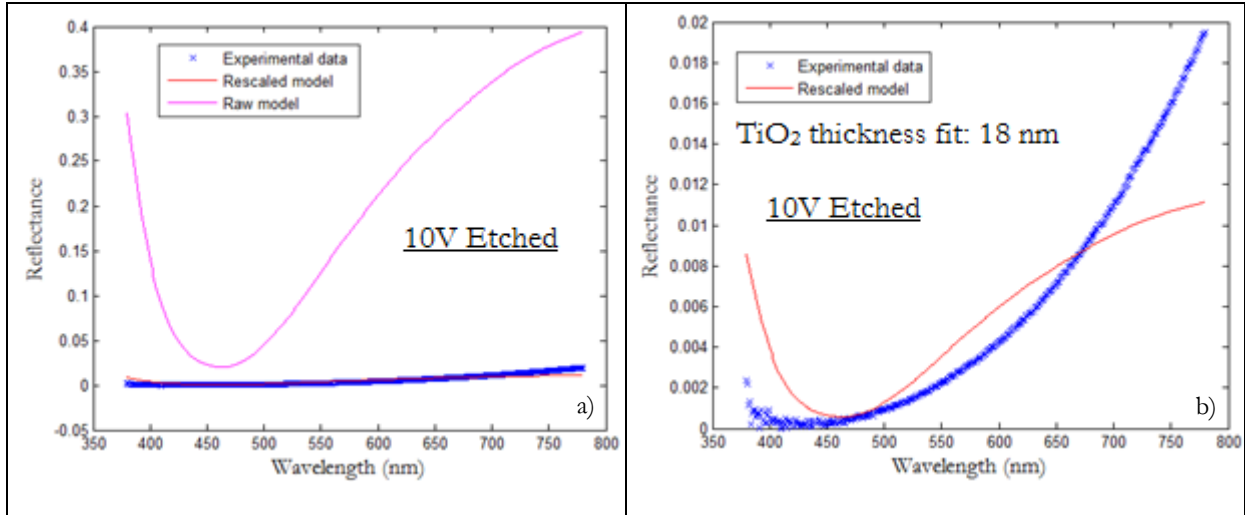 0.4
0.35
0.3
0.25
0.2
0.15
0.1
0.05
0
-0.05
Reflectance
Experimental data
Rescaled model
Raw model
10V Etched
a)
350 400 450 500 550 600 650 700 750 800
Wavelength (nm)
0.02
0.018
0.016
0.014
0.012
0.01
0.008
0.006
0.004
0.002
0
Reflectance
Experimental data
Rescaled model
TiO₂ thickness fit: 18 nm
10V Etched
b)
350 400 450 500 550 600 650 700 750 800
Wavelength (nm)